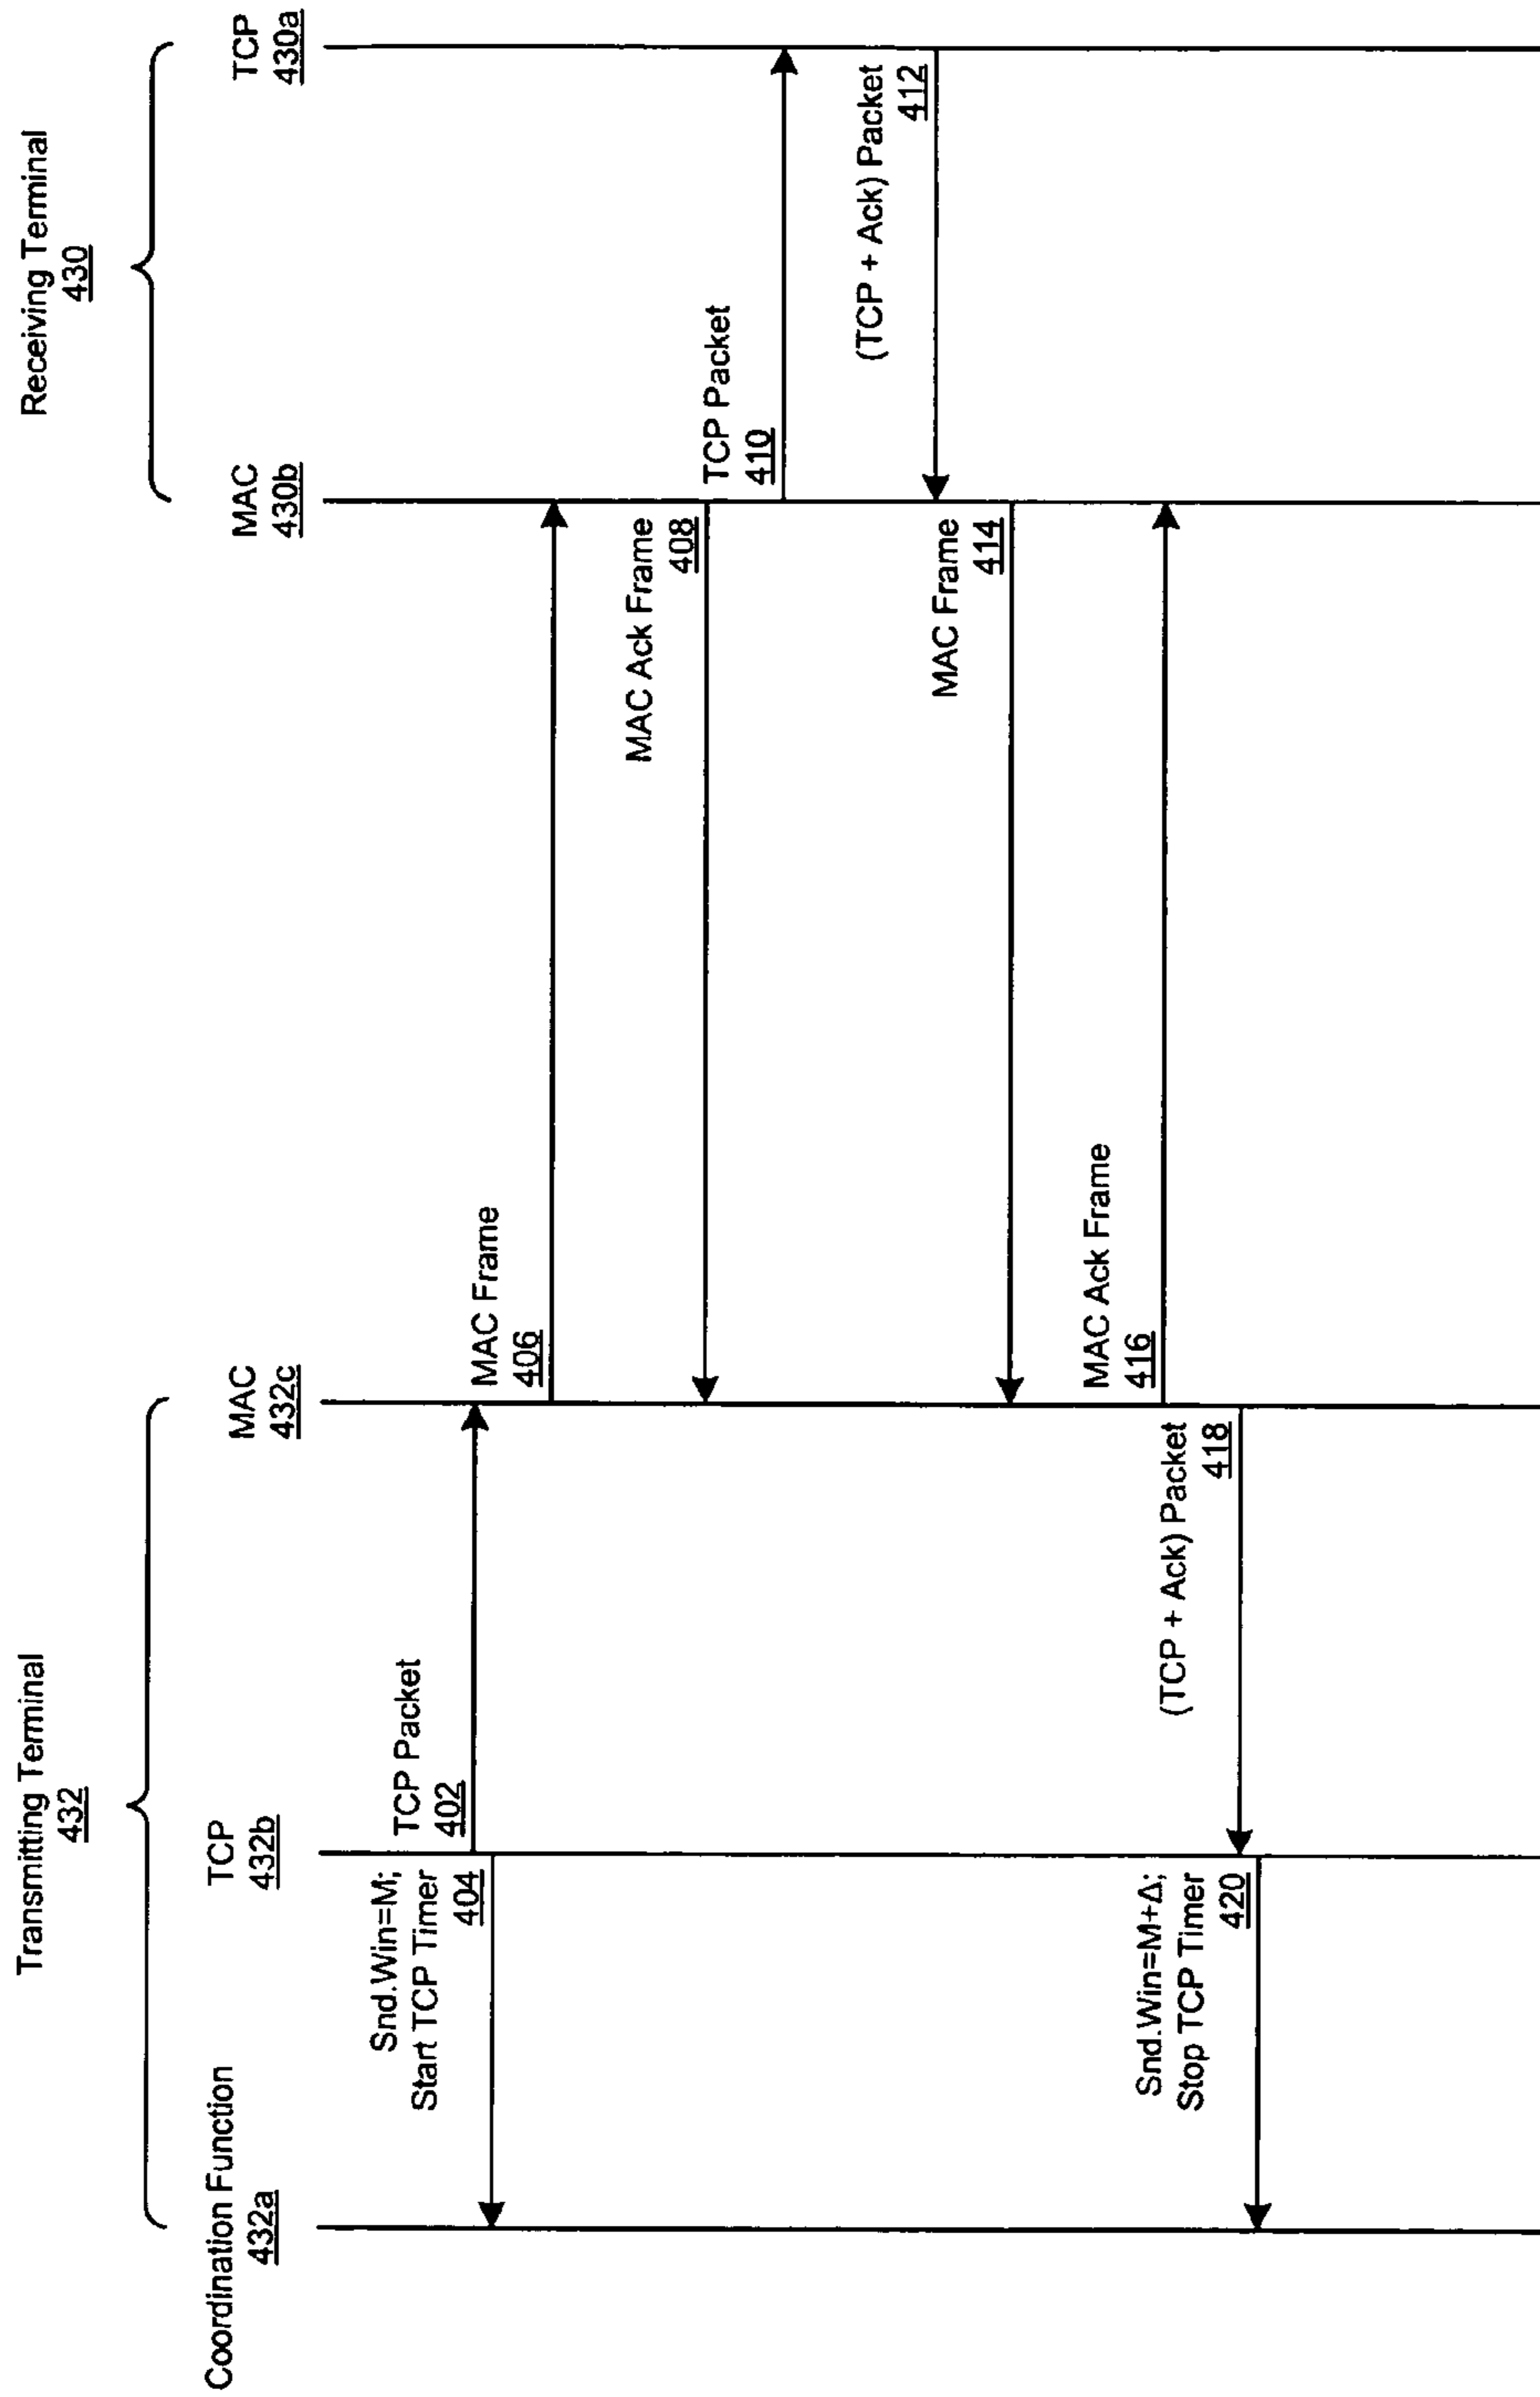 Transmitting Terminal
432
Receiving Terminal
430
Coordination Function
432a
TCP
432b
MAC
432c
MAC
430b
TCP
430a
Snd.Win=M;
Start TCP Timer
404
TCP Packet
402
MAC Frame
406
MAC Ack Frame
408
TCP Packet
410
(TCP + Ack) Packet
412
MAC Frame
414
MAC Ack Frame
416
(TCP + Ack) Packet
418
Snd.Win=M+Δ;
Stop TCP Timer
420